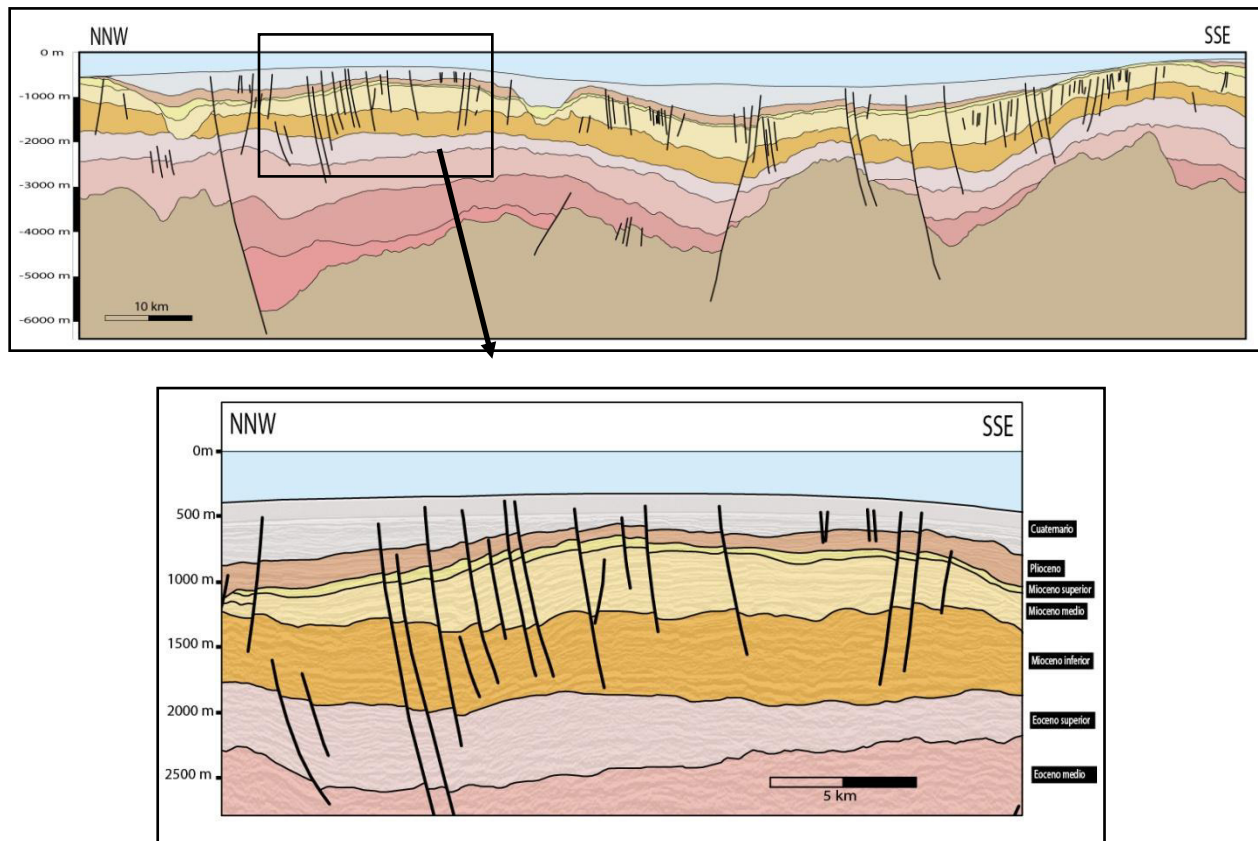 NNW
SSE
0 m
-1000 m
-2000 m
-3000 m
-4000 m
-5000 m
-6000 m
10 km
NNW
SSE
0m
500 m
1000 m
1500 m
2000 m
2500 m
Cuaternario
Plioceno
Mioceno superior
Mioceno medio
Mioceno inferior
Eoceno superior
Eoceno medio
5 km